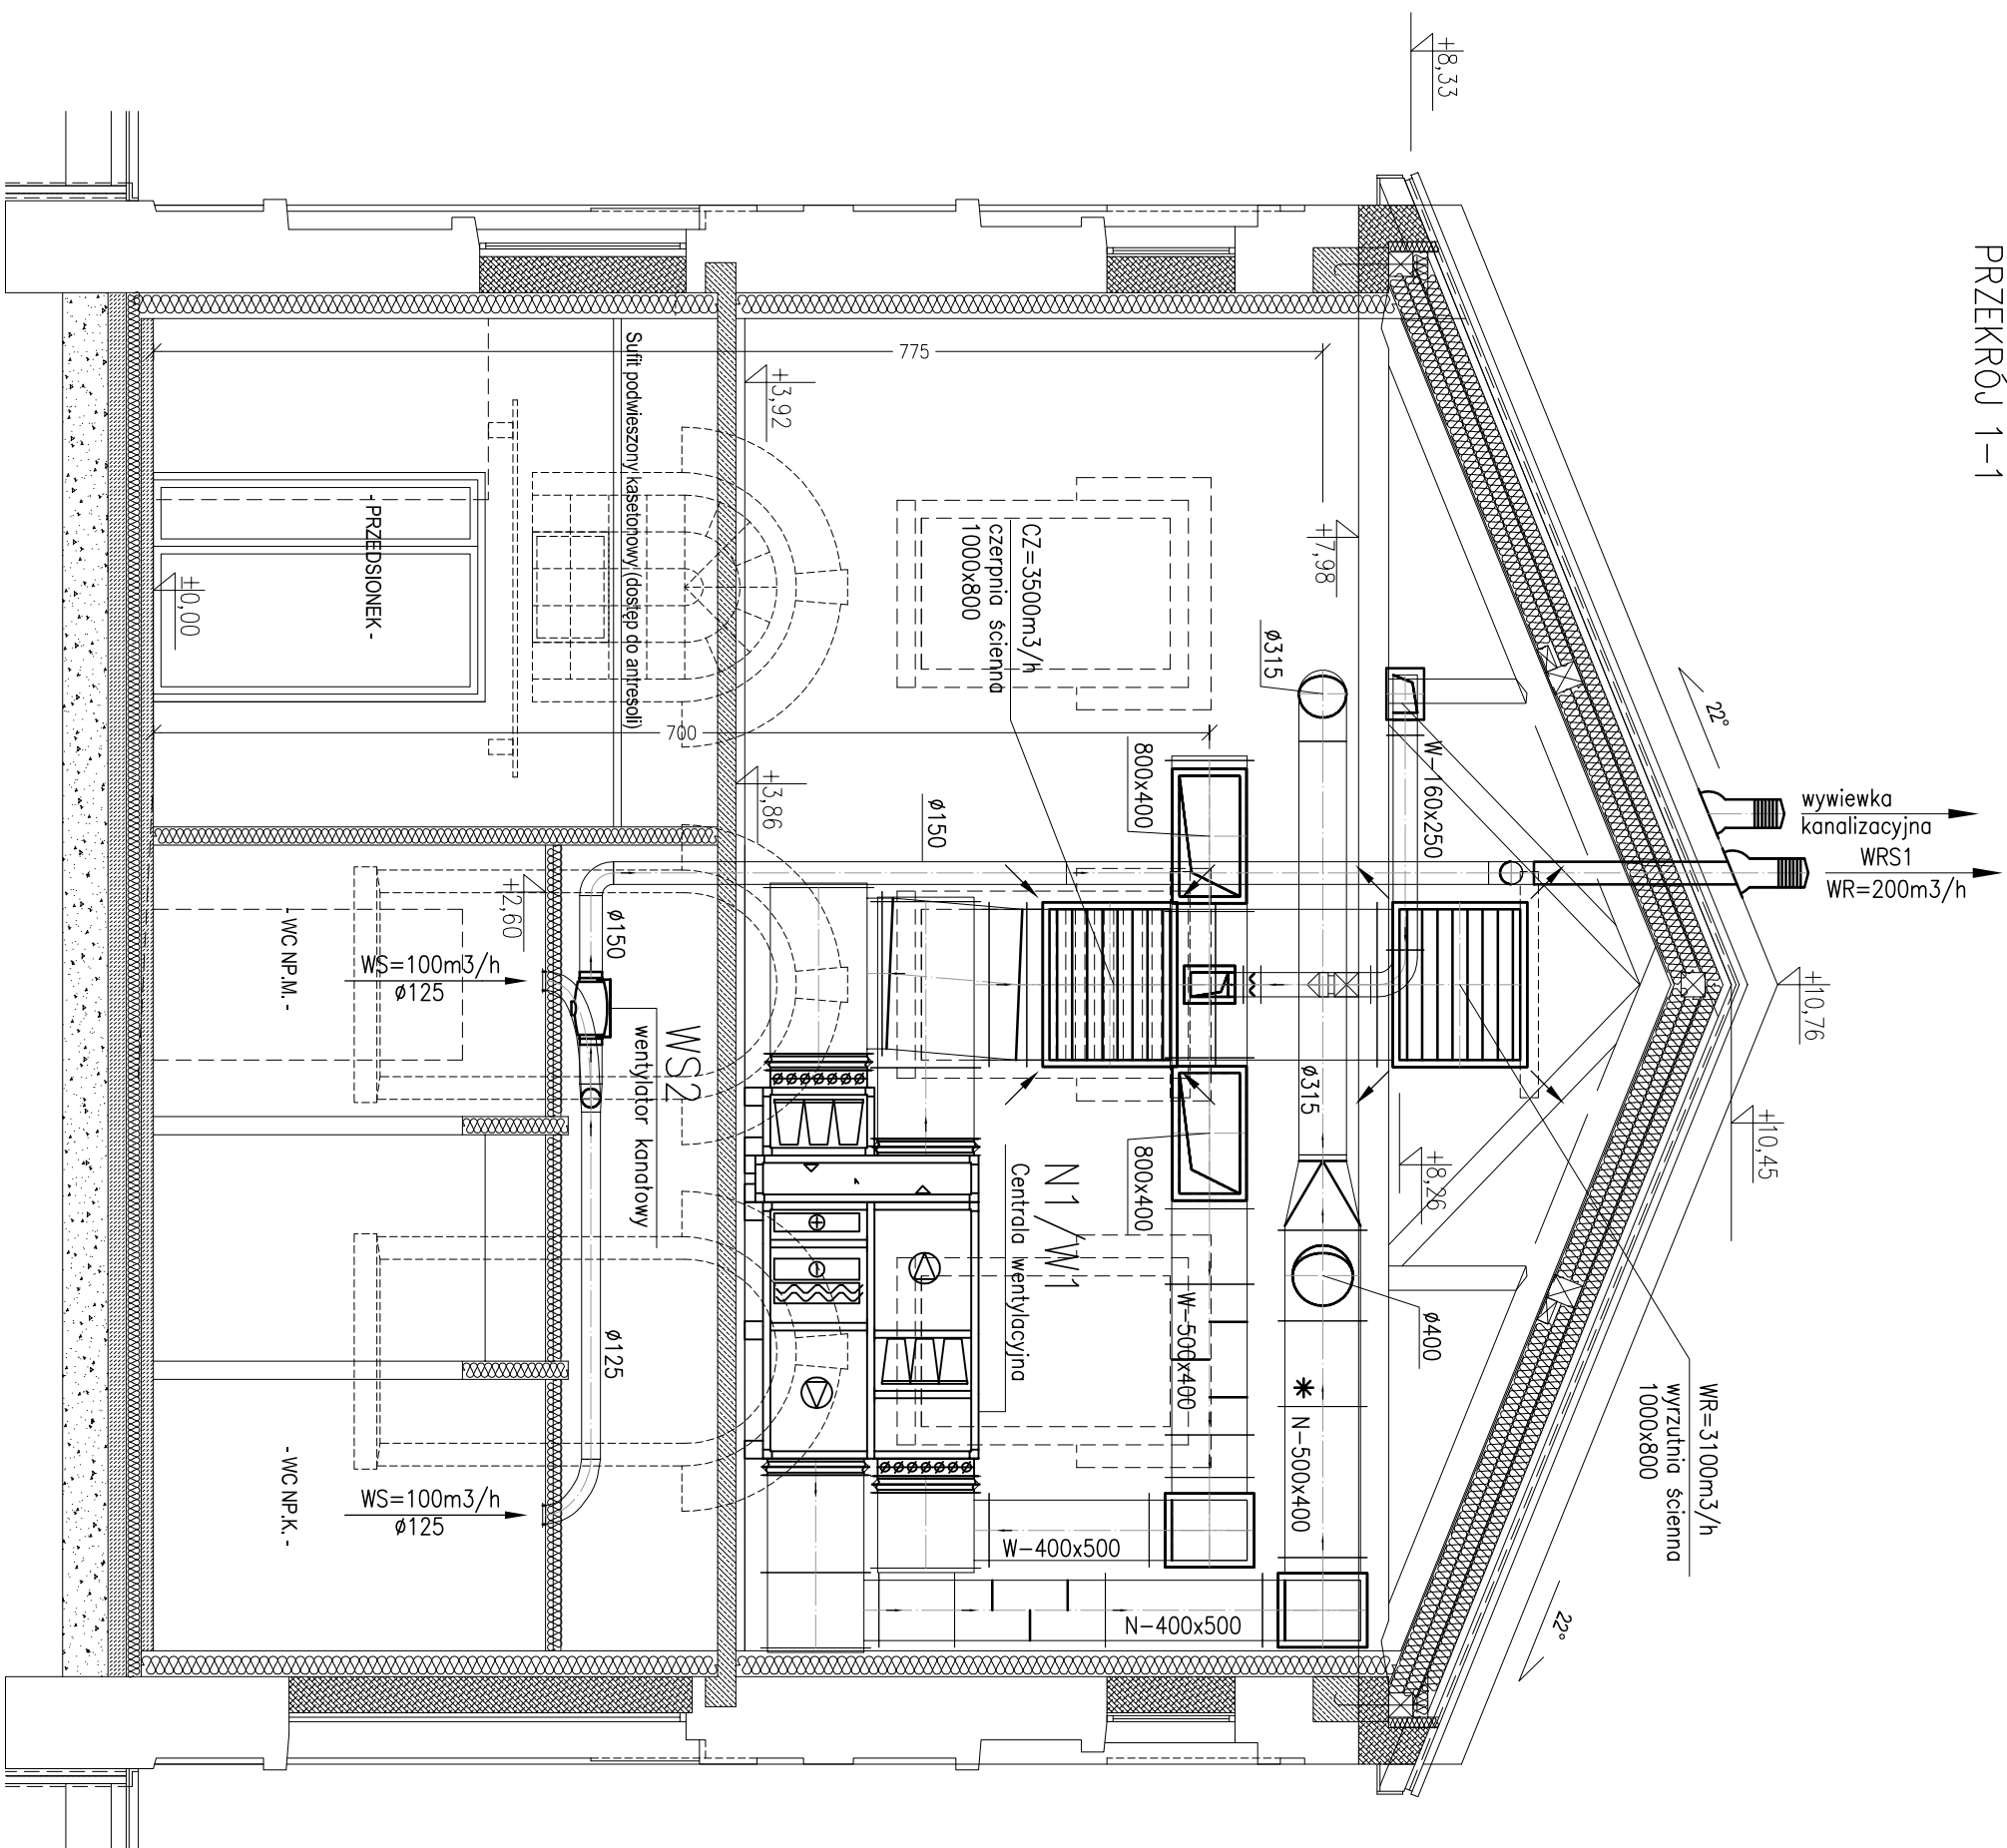 PRZEKRÓJ 1-1
+8,33
22°
wywiewka
kanalizacyjna
WRS1
WR=200m3/h
+10,76
+10,45
WR=3100m3/h
wyrzutnia ścienna
1000x800
22°
+7,98
W-160x250
+8,26
ø315
ø315
ø400
* N-500x400
775
+3,92
CZ=3500m3/h
czerpnia ścienna
1000x800
800x400
800x400
W-500x400
ø150
N1/W1
Centrala wentylacyjna
W-400x500
N-400x500
Sufit podwieszony kasetonowy (dostęp do antresoli)
700
+3,86
WS2
wentylator kanałowy
+2,60
ø150
ø125
-PRZEDSIONEK-
±0,00
-WC NP.M.-
WS=100m3/h
ø125
-WC NP.K.-
WS=100m3/h
ø125